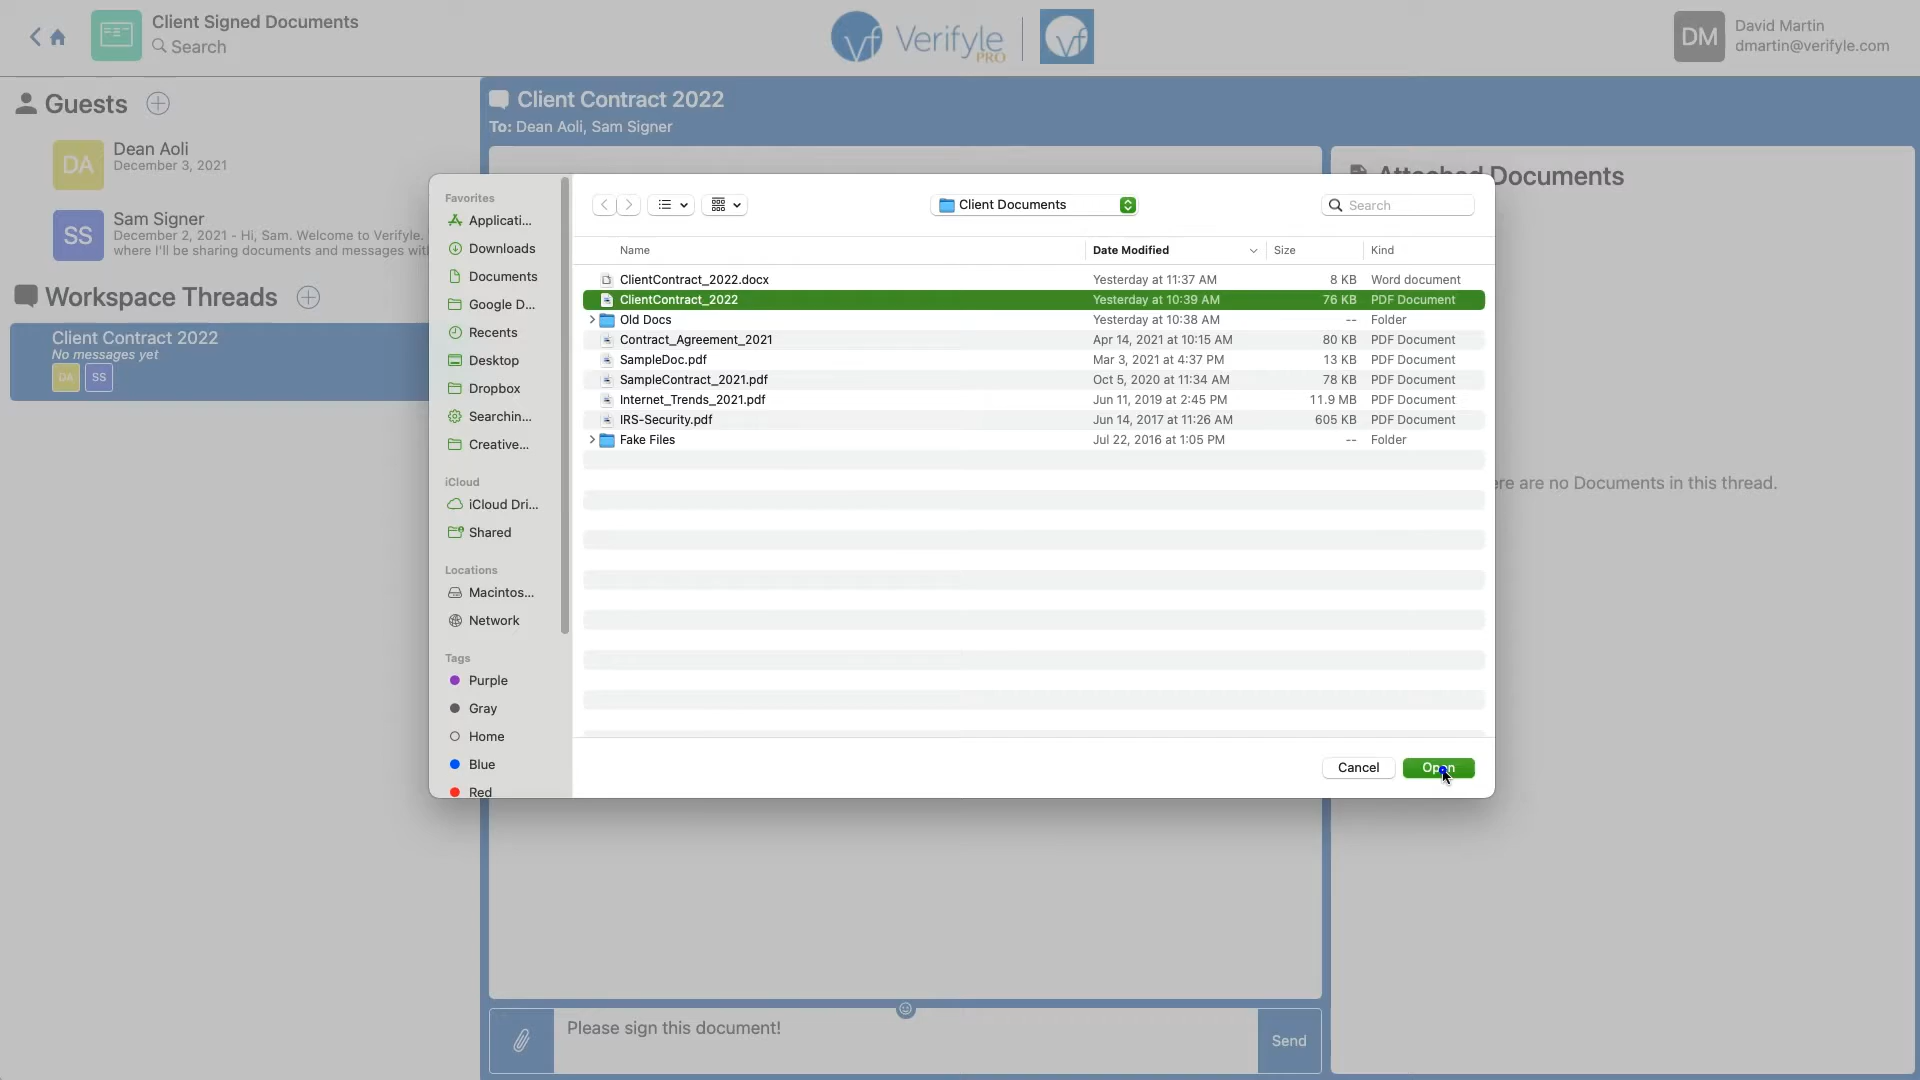 Client Signed Documents
Search
vf Verifyle PRO
vf
DM
David Martin
dmartin@verifyle.com
Guests
DA
Dean Aoli
December 3, 2021
SS
Sam Signer
December 2, 2021 - Hi, Sam. Welcome to Verifyle.
where I'll be sharing documents and messages wit
Workspace Threads
Client Contract 2022
No messages yet
DA SS
Client Contract 2022
To: Dean Aoli, Sam Signer
Attached Documents
ere are no Documents in this thread.
Favorites
Applicati...
Downloads
Documents
Google D...
Recents
Desktop
Dropbox
Searchin...
Creative...
iCloud
iCloud Dri...
Shared
Locations
Macintos...
Network
Tags
Purple
Gray
Home
Blue
Red
Client Documents
Search
Name Date Modified Size Kind
ClientContract_2022.docx Yesterday at 11:37 AM 8 KB Word document
ClientContract_2022 Yesterday at 10:39 AM 76 KB PDF Document
Old Docs Yesterday at 10:38 AM -- Folder
Contract_Agreement_2021 Apr 14, 2021 at 10:15 AM 80 KB PDF Document
SampleDoc.pdf Mar 3, 2021 at 4:37 PM 13 KB PDF Document
SampleContract_2021.pdf Oct 5, 2020 at 11:34 AM 78 KB PDF Document
Internet_Trends_2021.pdf Jun 11, 2019 at 2:45 PM 11.9 MB PDF Document
IRS-Security.pdf Jun 14, 2017 at 11:26 AM 605 KB PDF Document
Fake Files Jul 22, 2016 at 1:05 PM -- Folder
Cancel
Open
Please sign this document!
Send